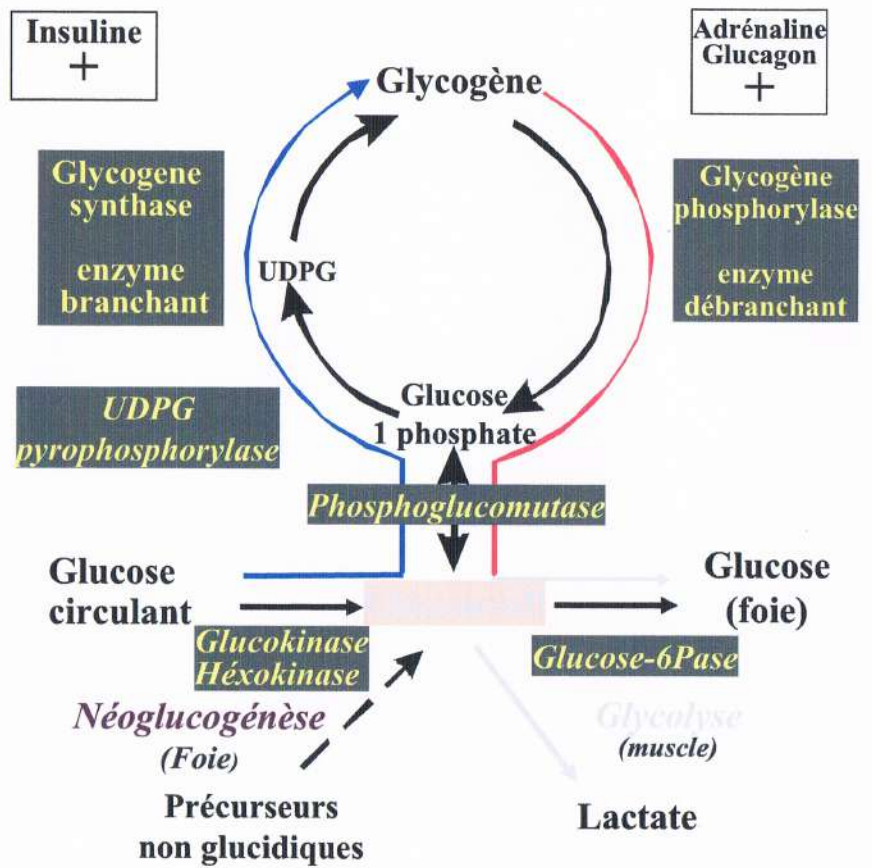 Insuline
+
Adrénaline
Glucagon
+
Glycogène
Glycogene
synthase
enzyme
branchant
Glycogène
phosphorylase
enzyme
débranchant
UDPG
Glucose
1 phosphate
UDPG
pyrophosphorylase
Phosphoglucomutase
Glucose
circulant
Glucose
(foie)
Glucokinase
Héxokinase
Glucose-6Pase
Néoglucogénèse
(Foie)
Glycolyse
(muscle)
Précurseurs
non glucidiques
Lactate